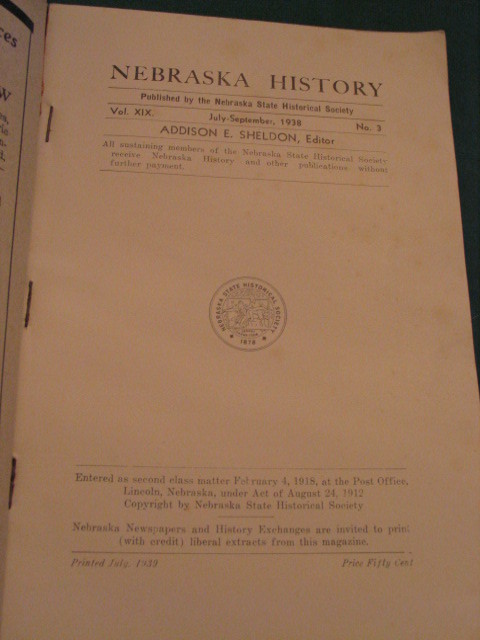 ces
W
NEBRASKA HISTORY
Published by the Nebraska State Historical Society
Vol. XIX. July-September, 1938 No. 3
ADDISON E. SHELDON, Editor
All sustaining members of the Nebraska State Historical Society
receive Nebraska History and other publications without
further payment.
NEBRASKA STATE HISTORICAL SOCIETY
1878
Entered as second class matter February 4, 1918, at the Post Office,
Lincoln, Nebraska, under Act of August 24, 1912
Copyright by Nebraska State Historical Society
Nebraska Newspapers and History Exchanges are invited to print
(with credit) liberal extracts from this magazine.
Printed July, 1939 Price Fifty Cent